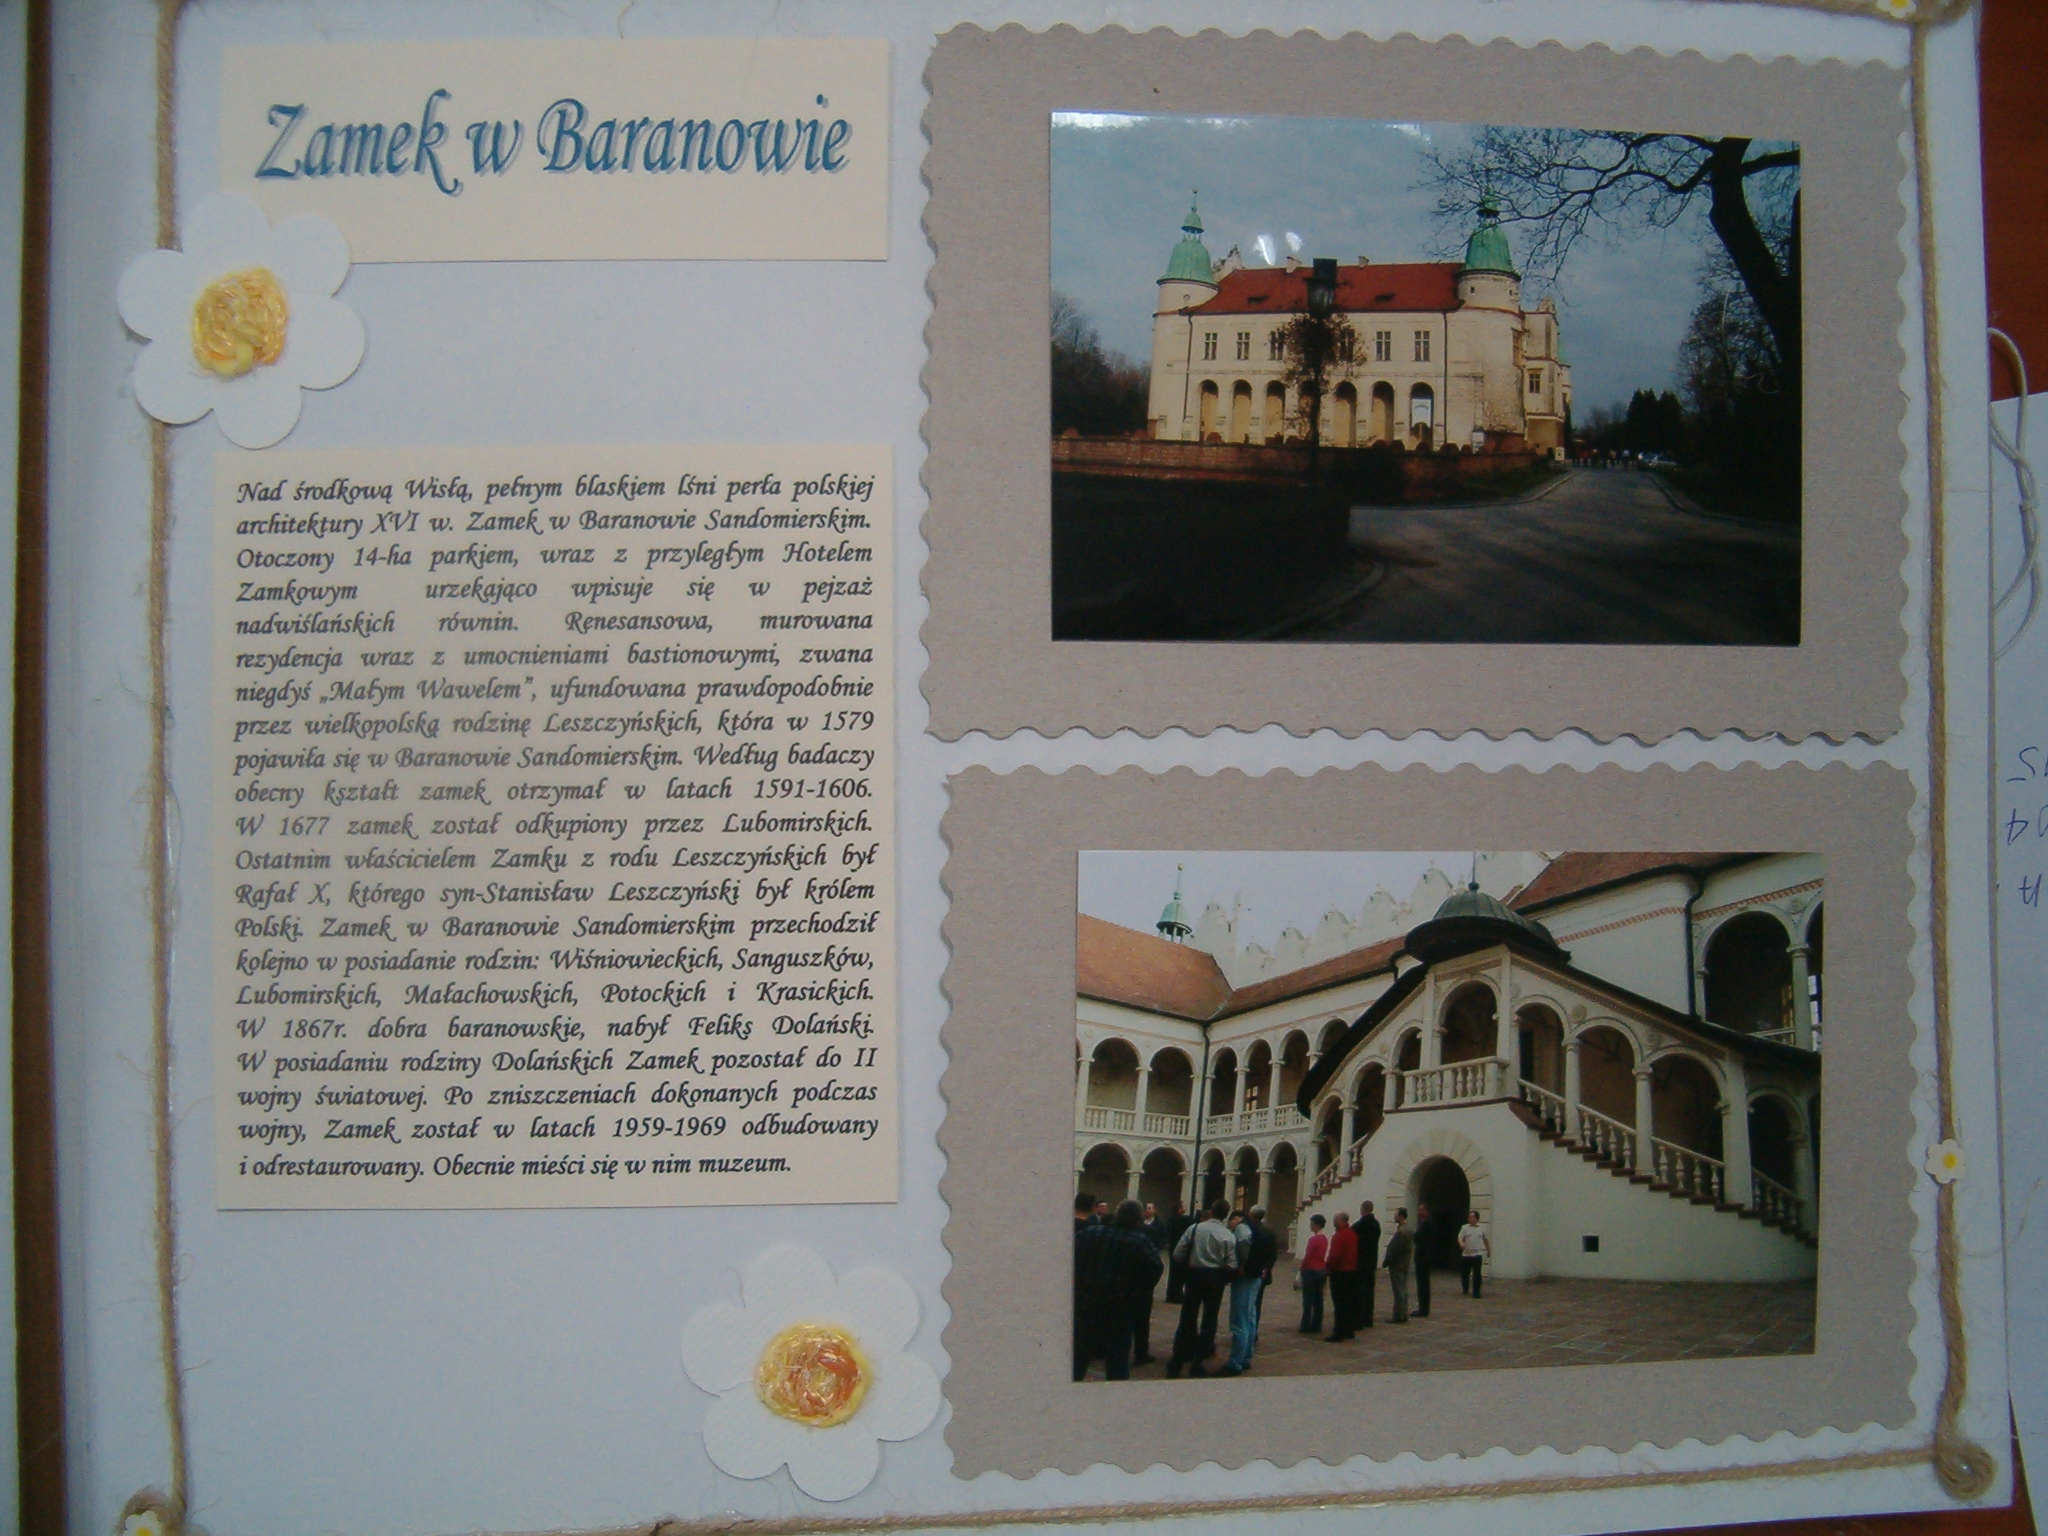 Zamek w Baranowie
Nad środkową Wisłą, pełnym blaskiem lśni perła polskiej
architektury XVI w. Zamek w Baranowie Sandomierskim.
Otoczony 14-ha parkiem, wraz z przyległym Hotelem
Zamkowym urzekająco wpisuje się w pejzaż
nadwiślańskich równin. Renesansowa, murowana
rezydencja wraz z umocnieniami bastionowymi, zwana
niegdyś „Małym Wawelem”, ufundowana prawdopodobnie
przez wielkopolską rodzinę Leszczyńskich, która w 1579
pojawiła się w Baranowie Sandomierskim. Według badaczy
obecny kształt zamek otrzymał w latach 1591-1606.
W 1677 zamek został odkupiony przez Lubomirskich.
Ostatnim właścicielem Zamku z rodu Leszczyńskich był
Rafał X, którego syn-Stanisław Leszczyński był królem
Polski. Zamek w Baranowie Sandomierskim przechodził
kolejno w posiadanie rodzin: Wiśniowieckich, Sanguszków,
Lubomirskich, Małachowskich, Potockich i Krasickich.
W 1867r. dobra baranowskie, nabył Feliks Dolański.
W posiadaniu rodziny Dolańskich Zamek pozostał do II
wojny światowej. Po zniszczeniach dokonanych podczas
wojny, Zamek został w latach 1959-1969 odbudowany
i odrestaurowany. Obecnie mieści się w nim muzeum.